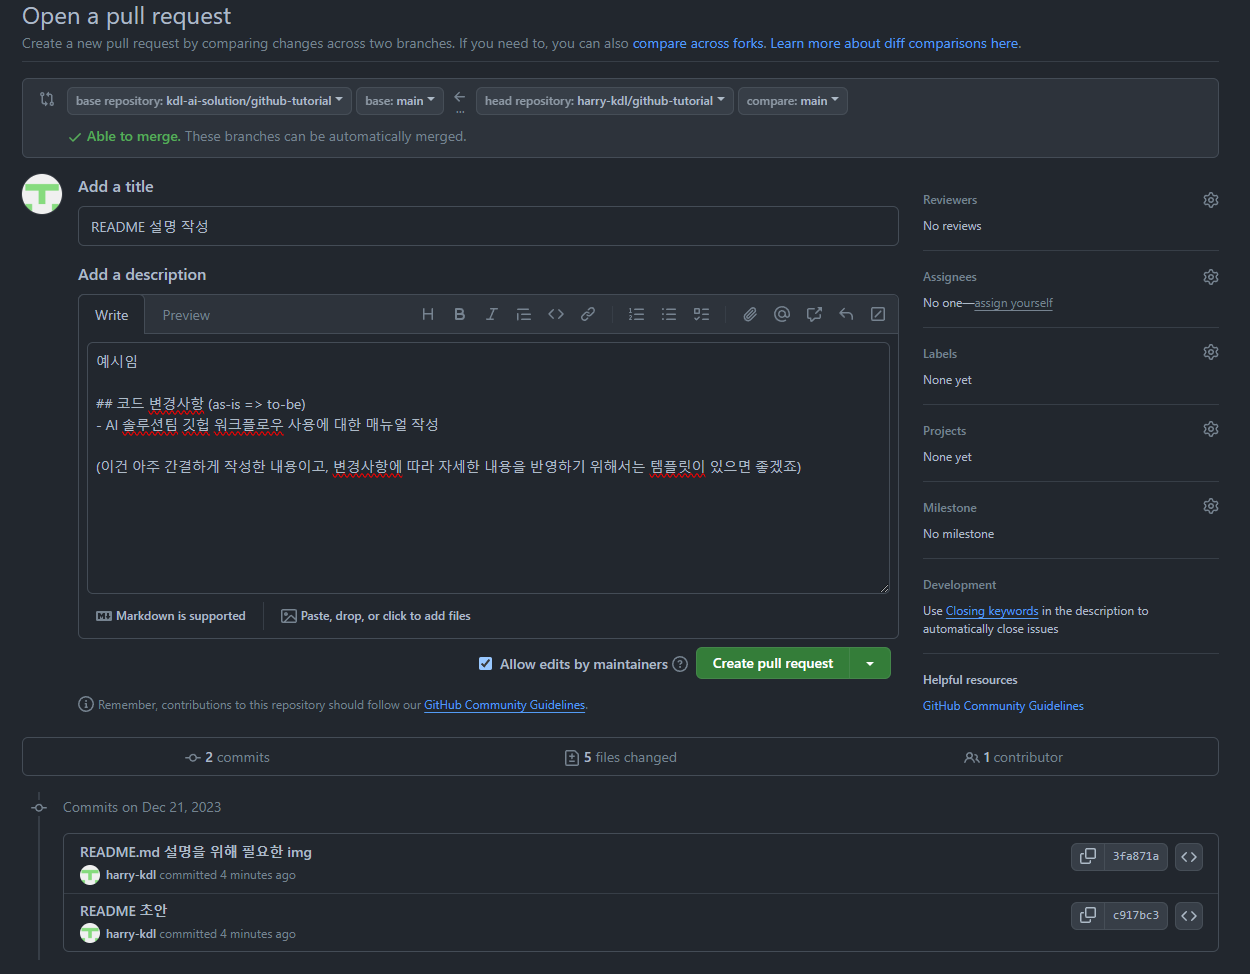 Open a pull request
Create a new pull request by comparing changes across two branches. If you need to, you can also compare across forks. Learn more about diff comparisons here.
base repository: kdl-ai-solution/github-tutorial
base: main
...
head repository: harry-kdl/github-tutorial
compare: main
Able to merge. These branches can be automatically merged.
Add a title
README 설명 작성
Add a description
Write
Preview
예시임
## 코드 변경사항 (as-is => to-be)
- AI 솔루션팀 깃헙 워크플로우 사용에 대한 매뉴얼 작성
(이건 아주 간결하게 작성한 내용이고, 변경사항에 따라 자세한 내용을 반영하기 위해서는 템플릿이 있으면 좋겠죠)
Markdown is supported
Paste, drop, or click to add files
Allow edits by maintainers
Create pull request
Remember, contributions to this repository should follow our GitHub Community Guidelines.
Reviewers
No reviews
Assignees
No one—assign yourself
Labels
None yet
Projects
None yet
Milestone
No milestone
Development
Use Closing keywords in the description to
automatically close issues
Helpful resources
GitHub Community Guidelines
2 commits
5 files changed
1 contributor
Commits on Dec 21, 2023
README.md 설명을 위해 필요한 img
harry-kdl committed 4 minutes ago
3fa871a
README 초안
harry-kdl committed 4 minutes ago
c917bc3